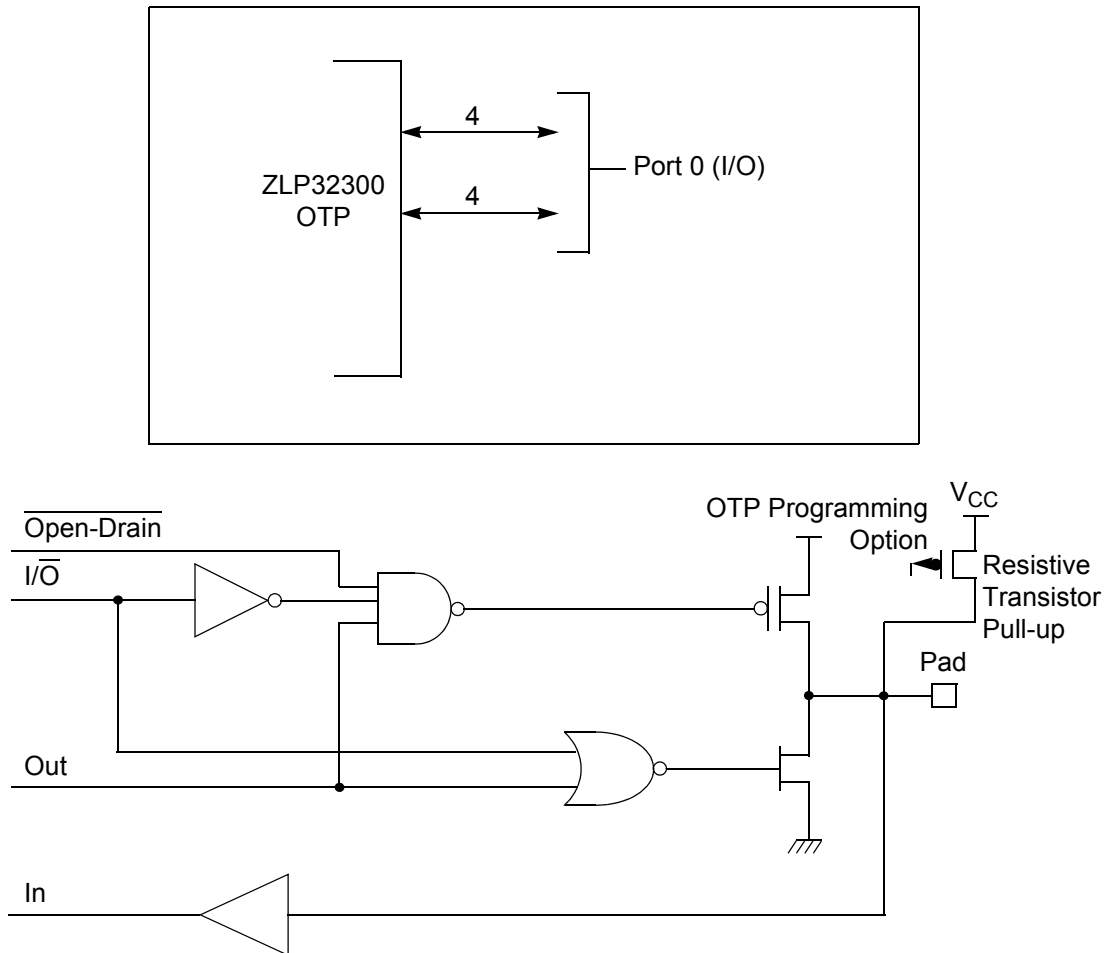 4
ZLP32300
OTP
Port 0 (I/O)
4
Open-Drain
I/O
OTP Programming
Option
VCC
Resistive
Transistor
Pull-up
Pad
Out
In